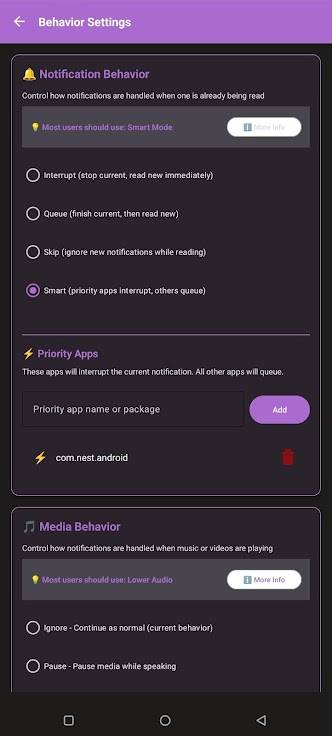 Behavior Settings
🔔 Notification Behavior
Control how notifications are handled when one is already being read
💡 Most users should use: Smart Mode
ℹ️ More Info
Interrupt (stop current, read new immediately)
Queue (finish current, then read new)
Skip (ignore new notifications while reading)
Smart (priority apps interrupt, others queue)
⚡ Priority Apps
These apps will interrupt the current notification. All other apps will queue.
Priority app name or package
Add
⚡ com.nest.android
🎵 Media Behavior
Control how notifications are handled when music or videos are playing
💡 Most users should use: Lower Audio
ℹ️ More Info
Ignore - Continue as normal (current behavior)
Pause - Pause media while speaking